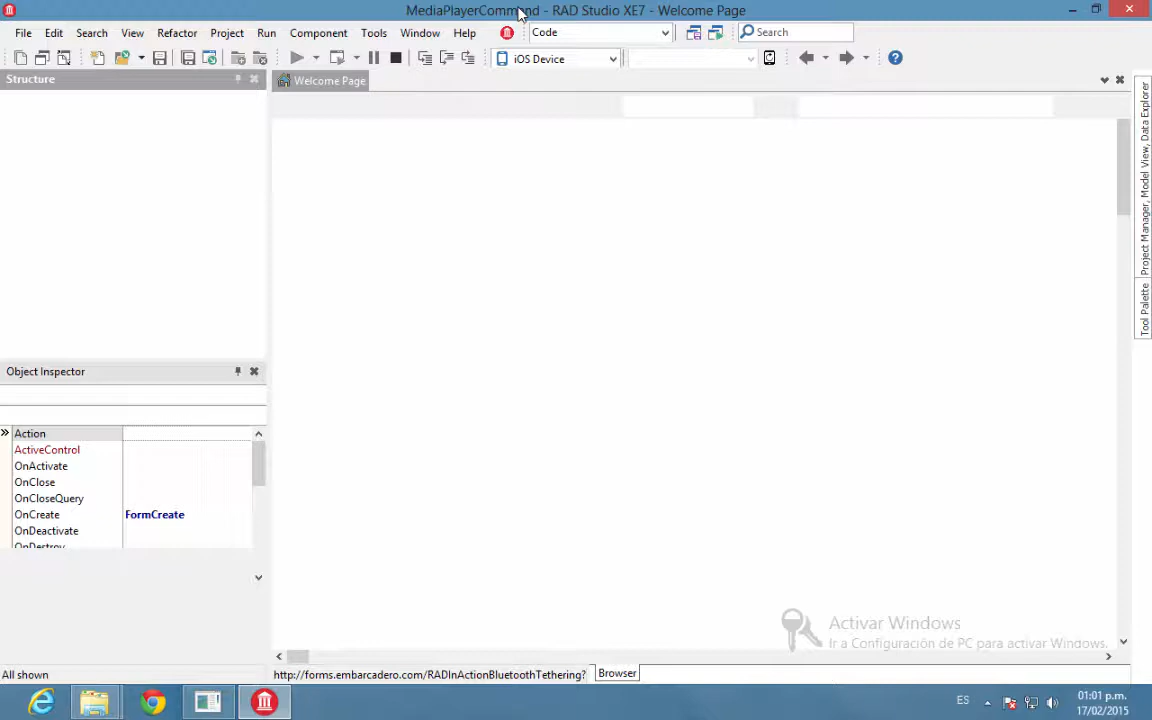 MediaPlayerCommand - RAD Studio XE7 - Welcome Page
File Edit Search View Refactor Project Run Component Tools Window Help Code Search
iOS Device
Structure
Welcome Page
Project Manager, Model View, Data Explorer
Tool Palette
Object Inspector
Action
ActiveControl
OnActivate
OnClose
OnCloseQuery
OnCreate FormCreate
OnDeactivate
OnDestroy
Activar Windows
Ira Configuración de PC para activar Windows.
All shown
http://forms.embarcadero.com/RADInActionBluetoothTethering? Browser
ES
01:01 p.m.
17/02/2015